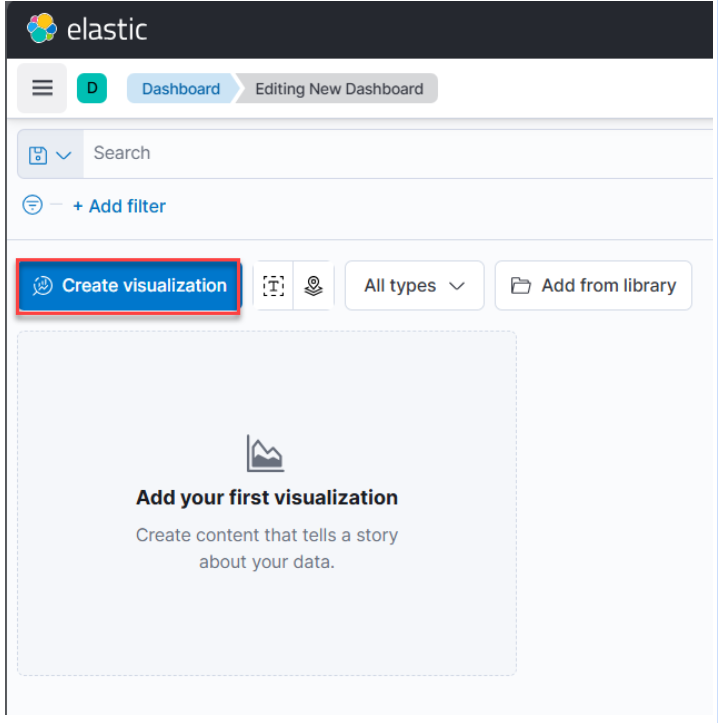 elastic
D Dashboard Editing New Dashboard
Search
+ Add filter
Create visualization T All types Add from library
Add your first visualization
Create content that tells a story
about your data.